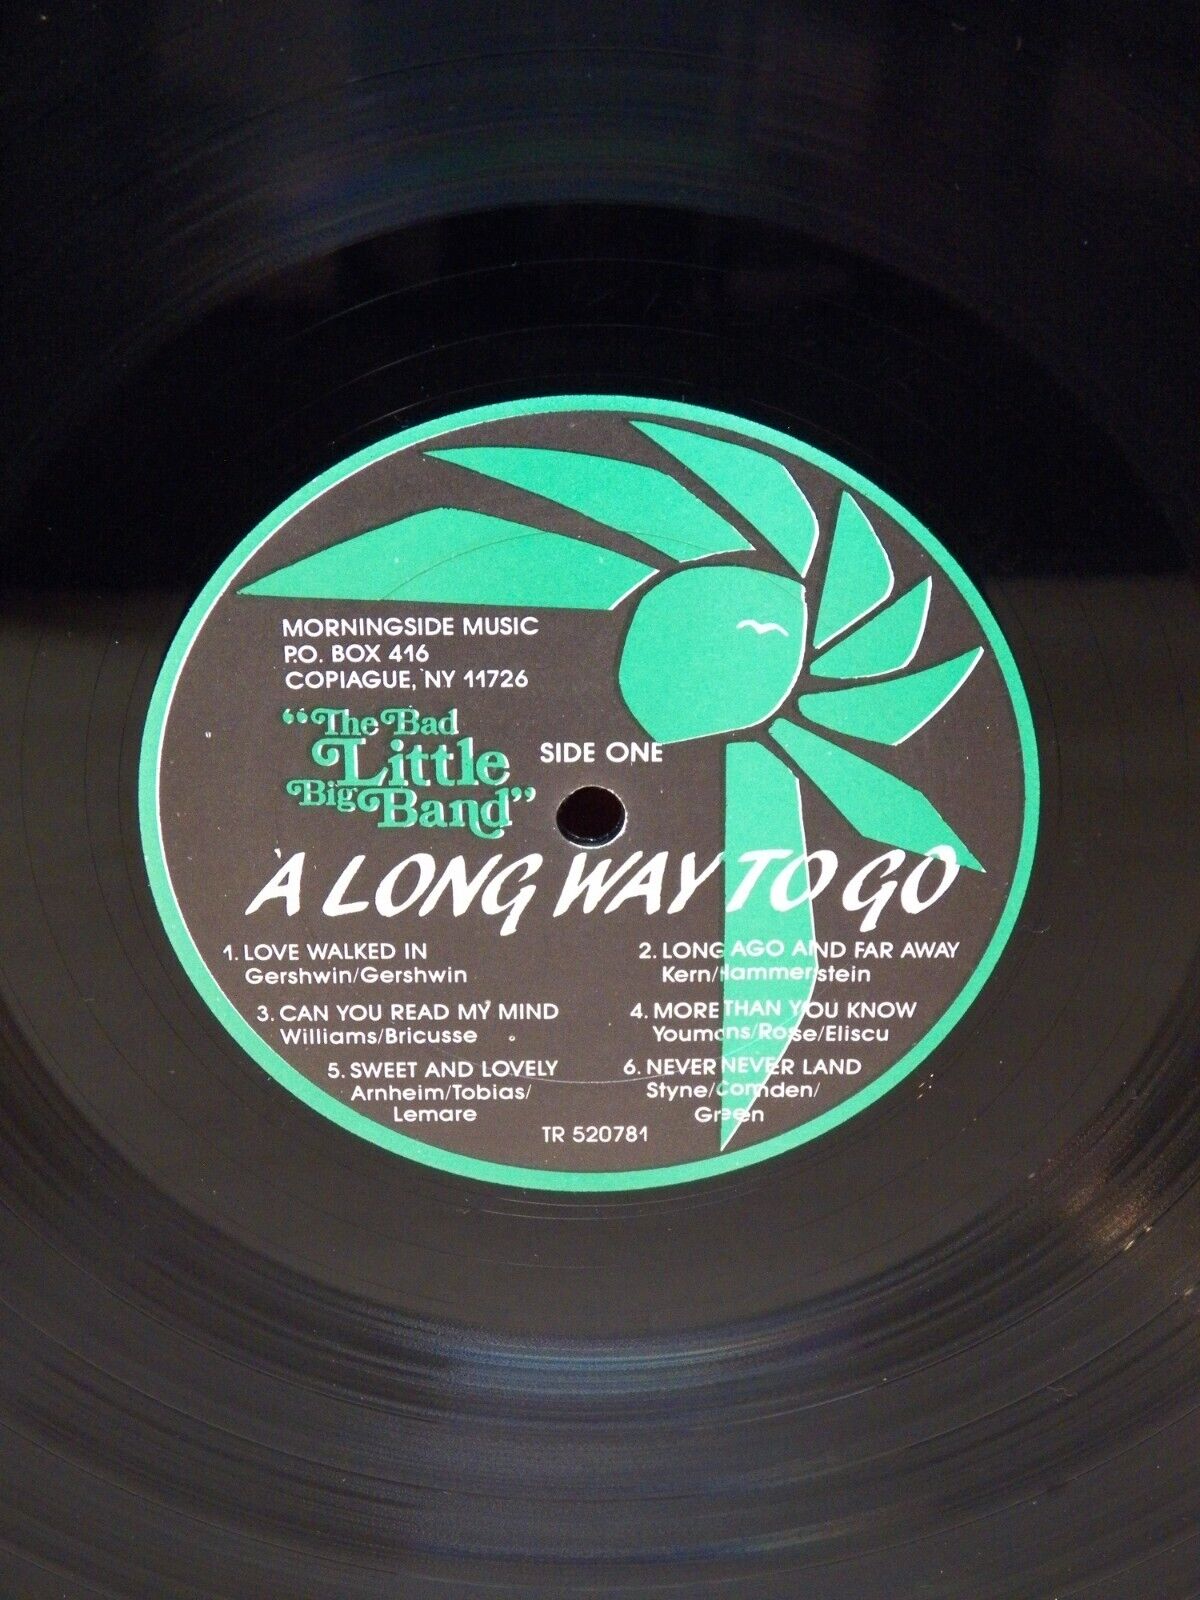 MORNINGSIDE MUSIC
P.O. BOX 416
COPIAGUE, NY 11726
"The Bad
Little
Big Band"
SIDE ONE
A LONG WAY TO GO
1. LOVE WALKED IN
Gershwin/Gershwin
2. LONG AGO AND FAR AWAY
Kern/Hammerstein
3. CAN YOU READ MY MIND
Williams/Bricusse
4. MORE THAN YOU KNOW
Youmans/Rose/Eliscu
5. SWEET AND LOVELY
Arnheim/Tobias/
Lemare
6. NEVER NEVER LAND
Styne/Comden/
Green
TR 520781